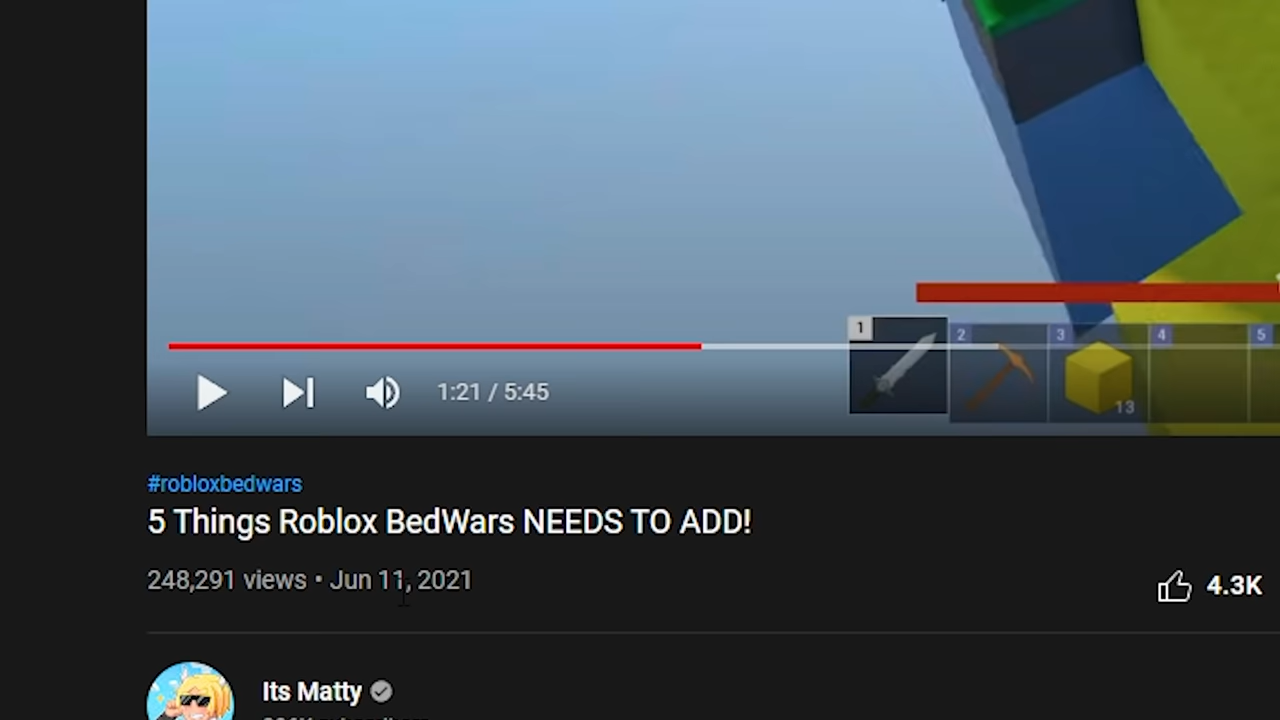 1
2
3
4
5
13
1:21 / 5:45
#robloxbedwars
5 Things Roblox BedWars NEEDS TO ADD!
248,291 views • Jun 11, 2021
4.3K
Its Matty